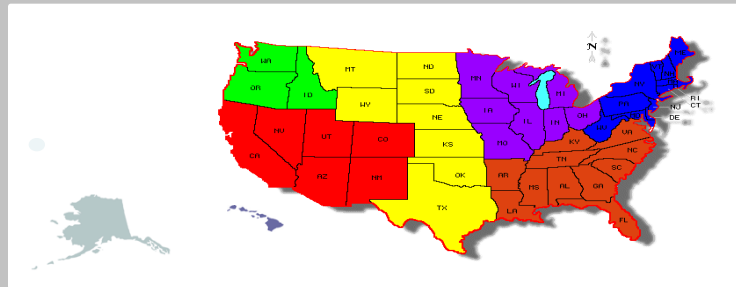 N
WA
MT
ND
MN
OR
ID
SD
WI
MI
WY
IA
NE
OH
IL
IN
RI
CT
NJ
DE
NV
UT
CO
KS
MO
KY
VA
WV
CA
NC
TN
AZ
NM
OK
AR
SC
MS
AL
GA
TX
LA
FL